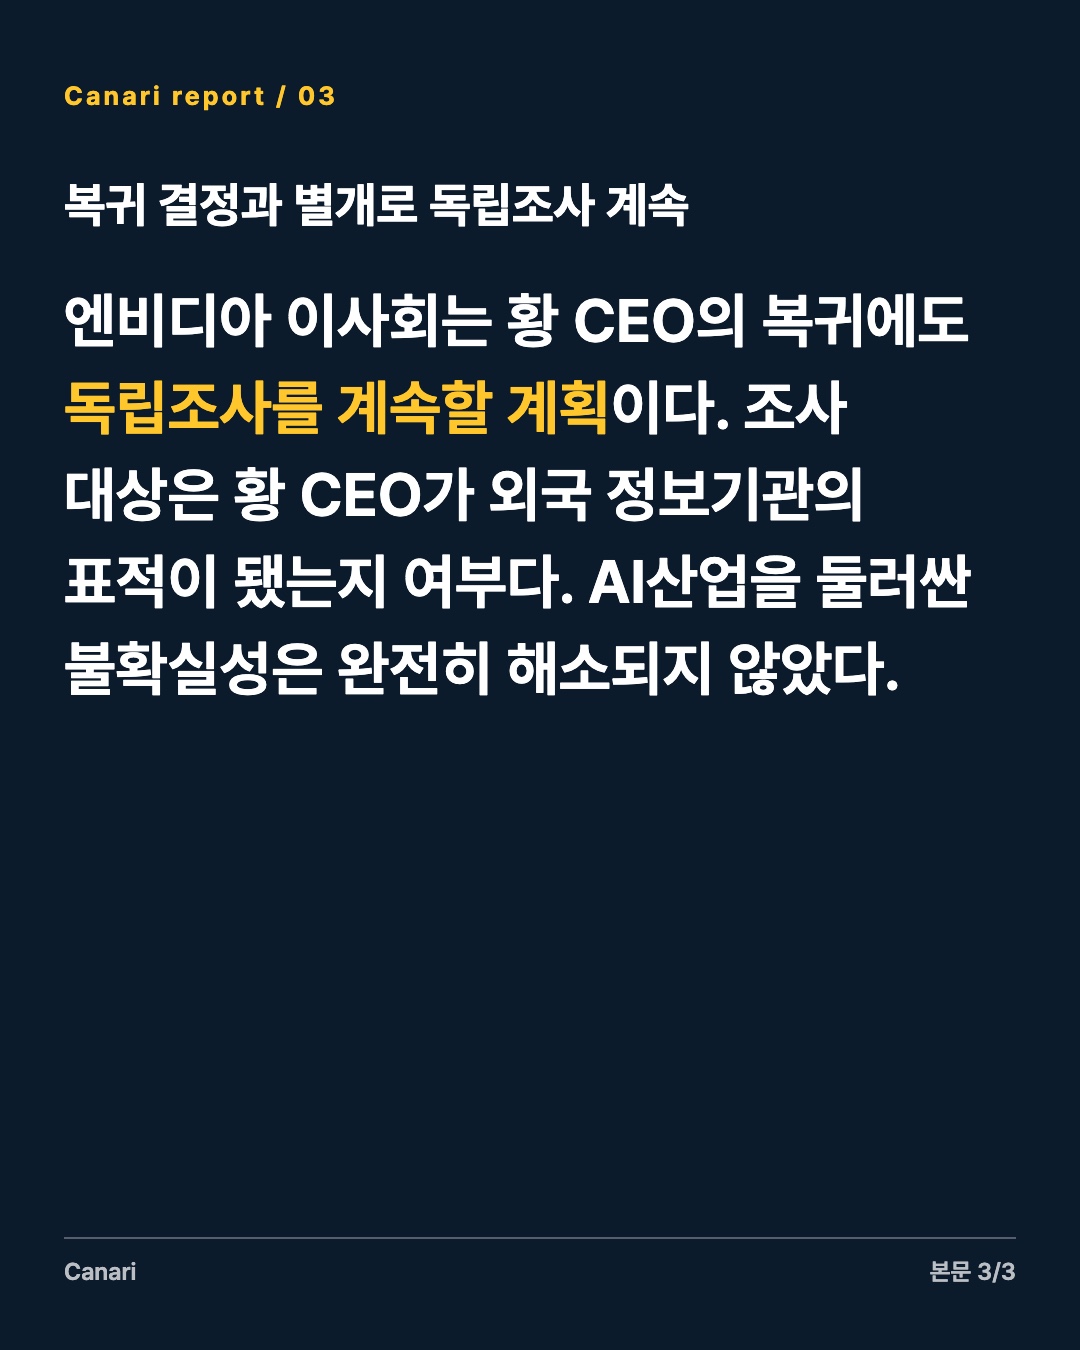 Canari report / 03
복귀 결정과 별개로 독립조사 계속
엔비디아 이사회는 황 CEO의 복귀에도
독립조사를 계속할 계획이다. 조사
대상은 황 CEO가 외국 정보기관의
표적이 됐는지 여부다. AI산업을 둘러싼
불확실성은 완전히 해소되지 않았다.
Canari
본문 3/3